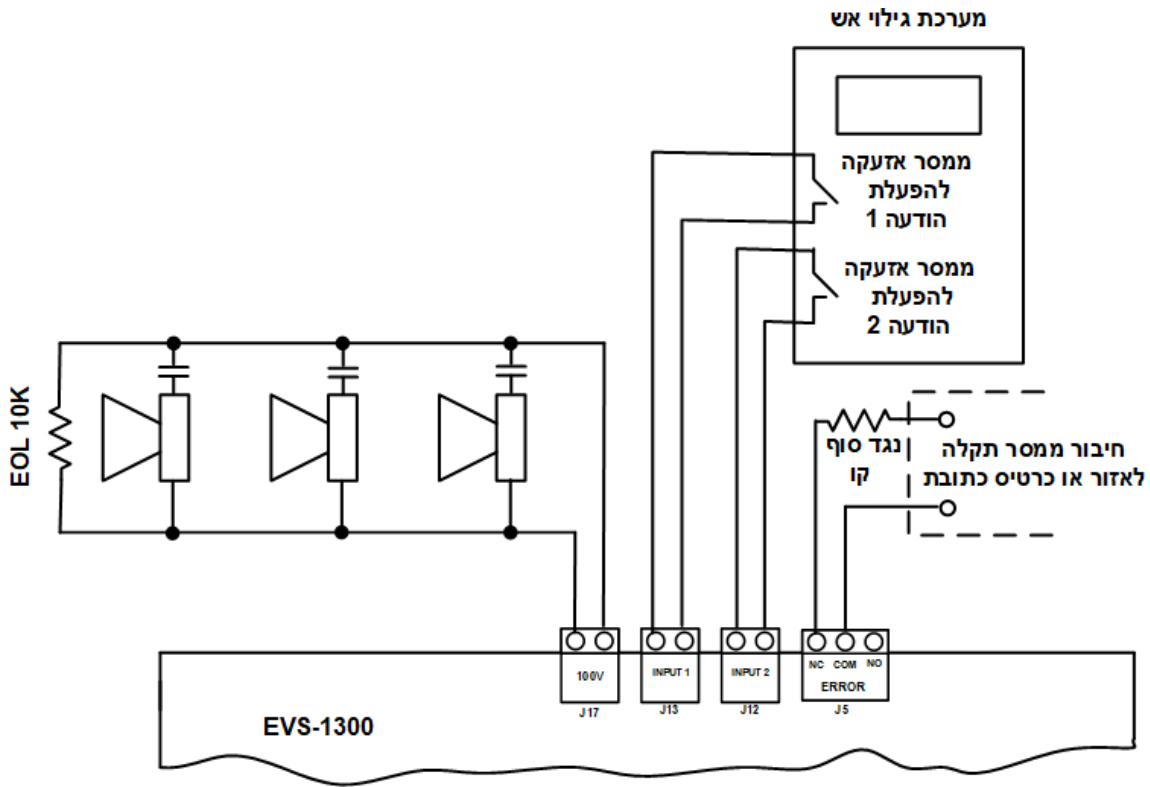 מערכת גילוי אש
ממסר אזעקה
להפעלת
הודעה 1
ממסר אזעקה
להפעלת
הודעה 2
EOL 10K
נגד סוף
קו
חיבור ממסר תקלה
לאזור או כרטיס כתובת
100V
J17
INPUT 1
J13
INPUT 2
J12
NC COM NO
ERROR
J5
EVS-1300